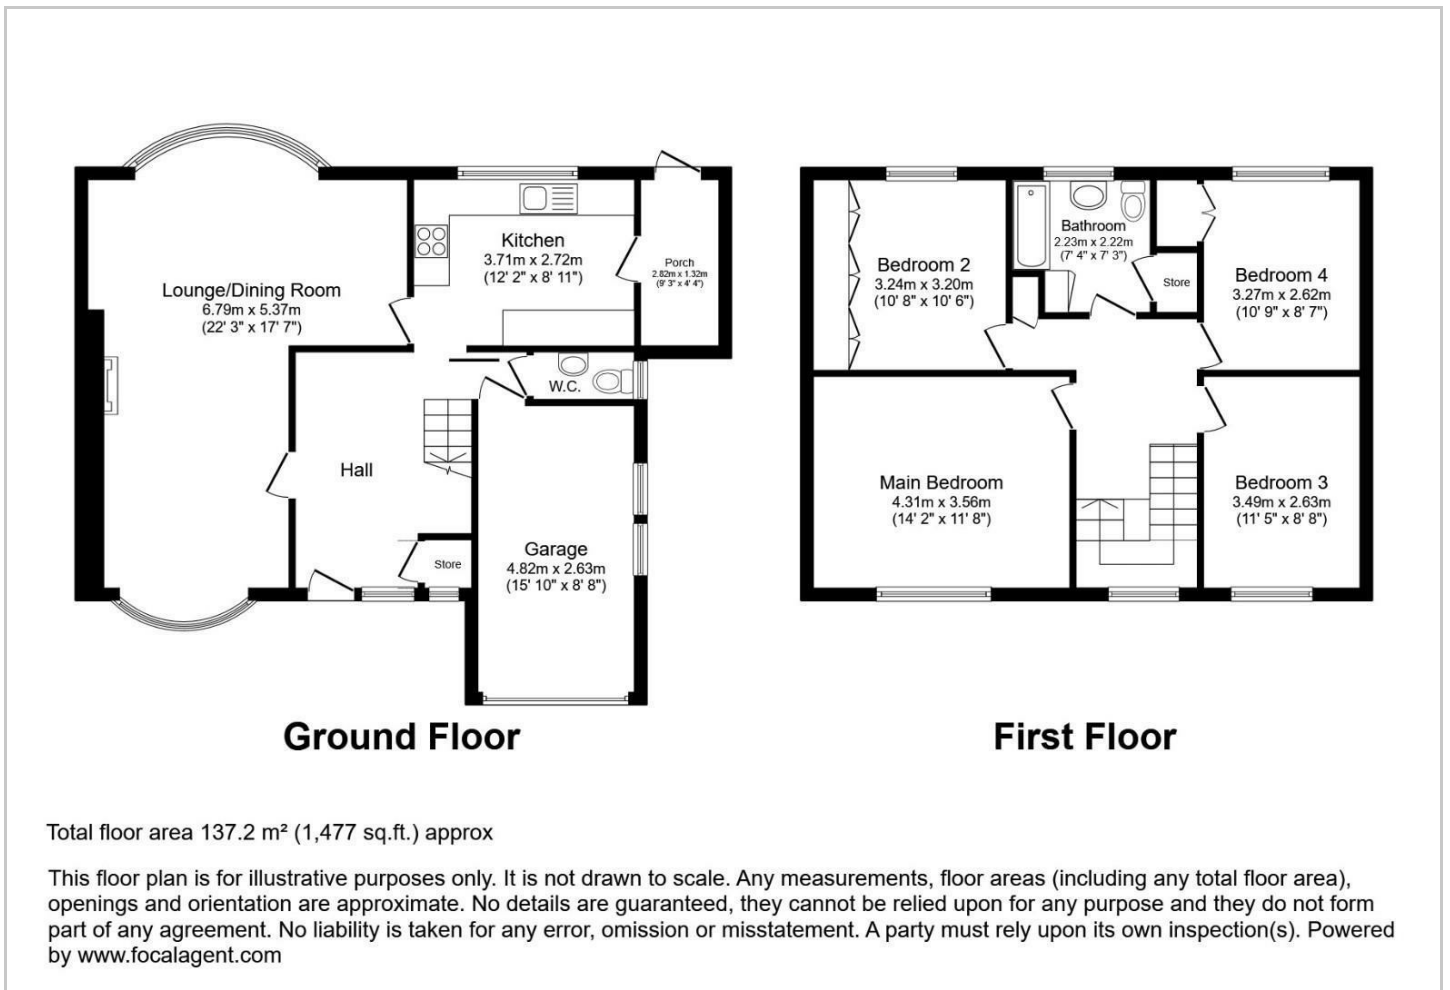 Lounge/Dining Room
6.79m x 5.37m
(22' 3" x 17' 7")
Kitchen
3.71m x 2.72m
(12' 2" x 8' 11")
Porch
2.82m x 1.32m
(9' 3" x 4' 4")
W.C.
Hall
Store
Garage
4.82m x 2.63m
(15' 10" x 8' 8")
Ground Floor
Bedroom 2
3.24m x 3.20m
(10' 8" x 10' 6")
Bathroom
2.23m x 2.22m
(7' 4" x 7' 3")
Store
Bedroom 4
3.27m x 2.62m
(10' 9" x 8' 7")
Main Bedroom
4.31m x 3.56m
(14' 2" x 11' 8")
Bedroom 3
3.49m x 2.63m
(11' 5" x 8' 8")
First Floor
Total floor area 137.2 m² (1,477 sq.ft.) approx
This floor plan is for illustrative purposes only. It is not drawn to scale. Any measurements, floor areas (including any total floor area),
openings and orientation are approximate. No details are guaranteed, they cannot be relied upon for any purpose and they do not form
part of any agreement. No liability is taken for any error, omission or misstatement. A party must rely upon its own inspection(s). Powered
by www.focalagent.com